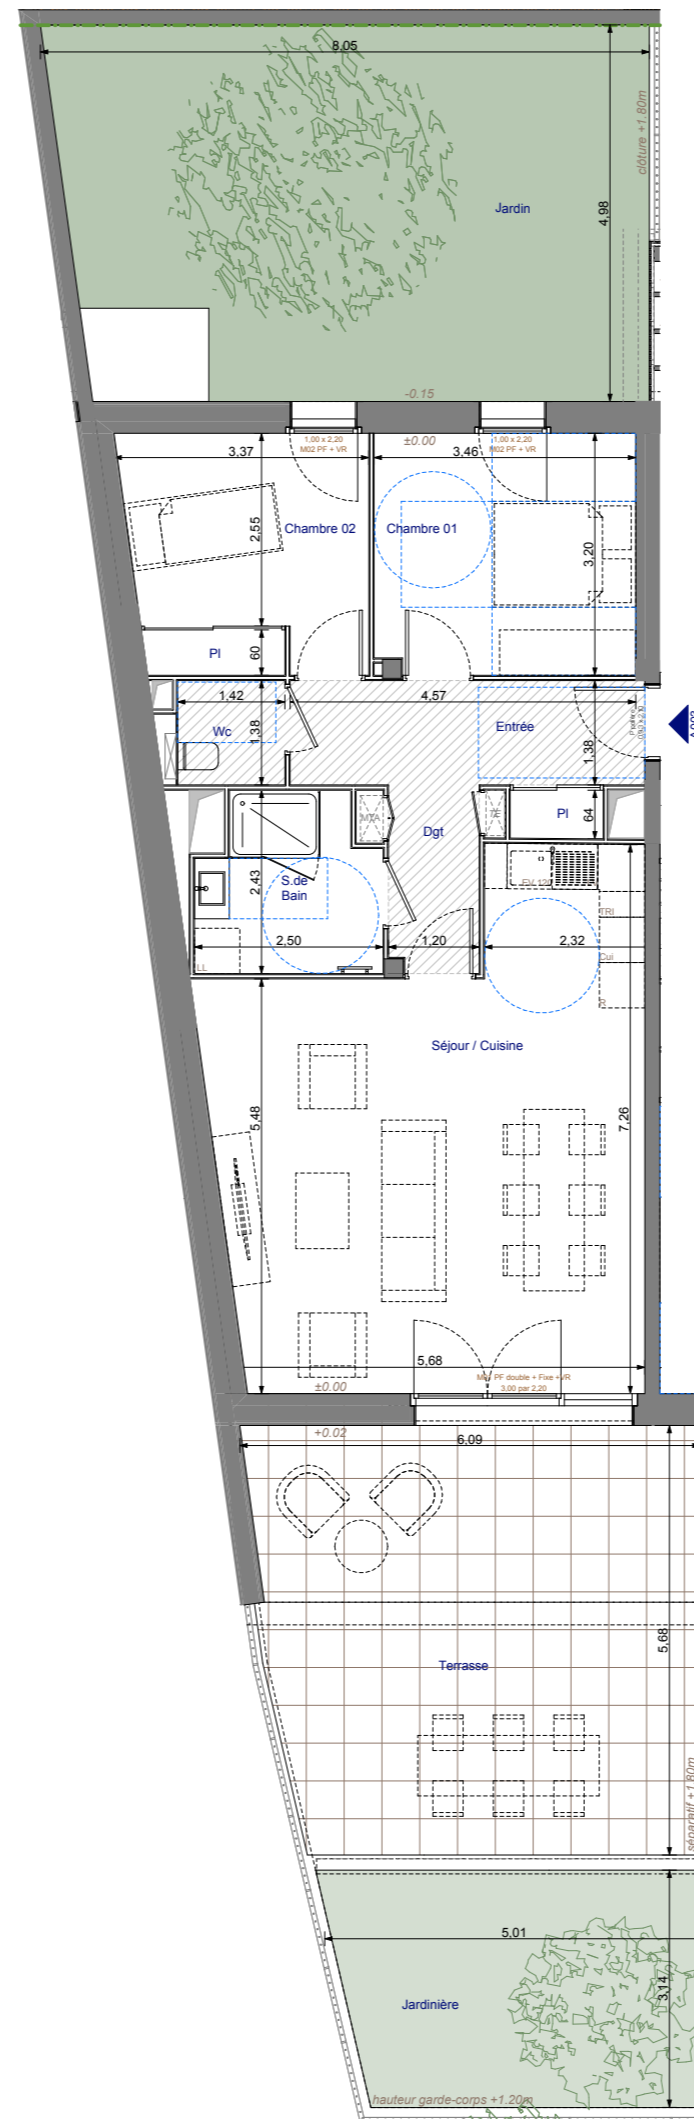 8,05
clôture +1.80m
Jardin
4,98
-0.15
1,00 x 2,20
M02 PF + VR
±0.00
1,00 x 2,20
M02 PF + VR
3,37
3,46
2,55
Chambre 02
Chambre 01
3,20
Pl
60
1,42
4,57
Wc
1,38
Entrée
1,38
64
Pl
Dgt
2,43
S.de
Bain
EV 120
TRI
2,50
1,20
2,32
LL
Cui
R
Séjour / Cuisine
5,48
7,26
5,68
PF double + Fixe + VR
3,00 par 2,20
±0.00
+0.02
6,09
5,68
Terrasse
séparatif +1.80m
5,01
3,14
Jardinière
hauteur garde-corps +1.20m